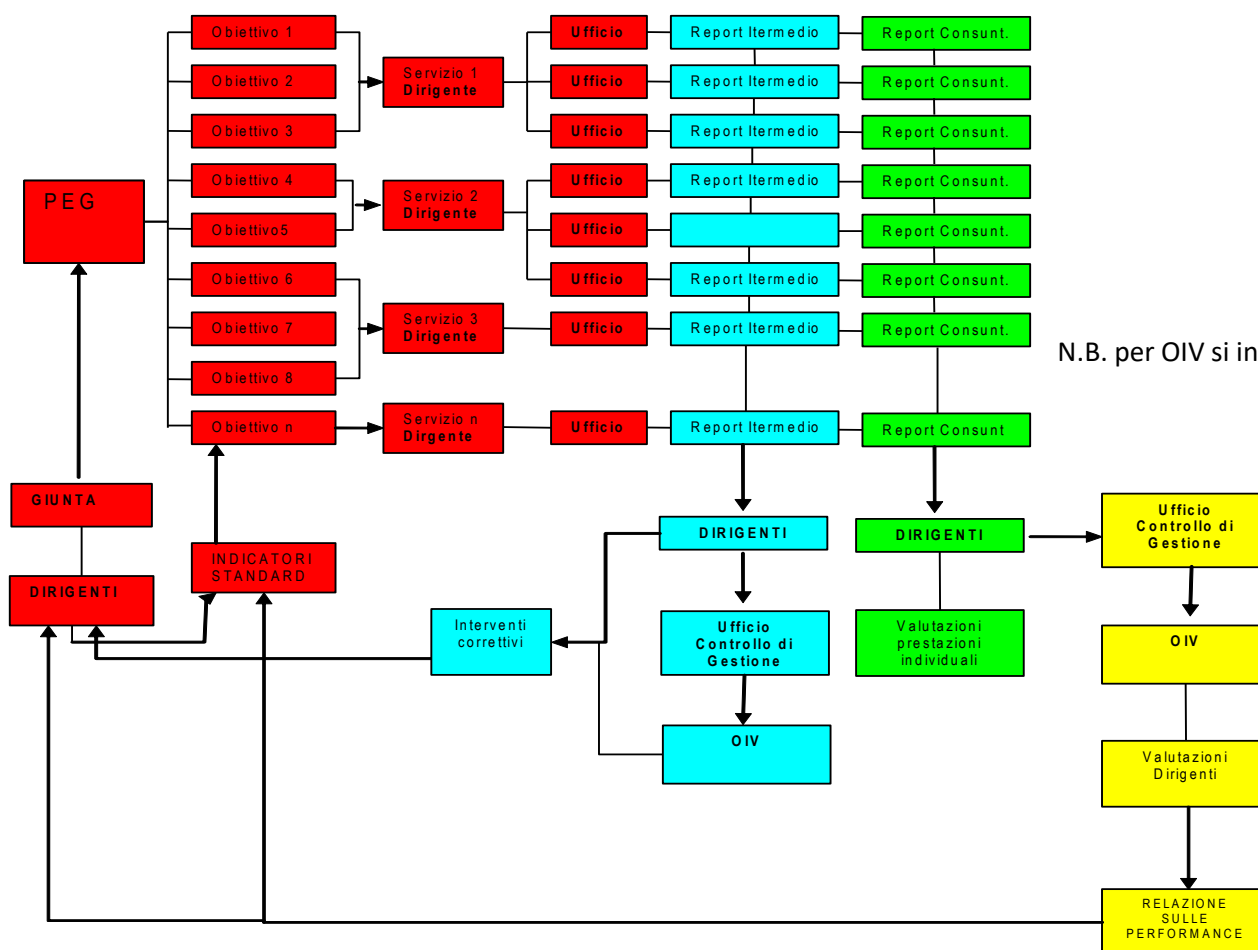 Obiettivo 1
Ufficio
Report Itermedio
Report Consunt.
Obiettivo 2
Servizio 1
Dirigente
Ufficio
Report Itermedio
Report Consunt.
Obiettivo 3
Ufficio
Report Itermedio
Report Consunt.
PEG
Obiettivo 4
Servizio 2
Dirigente
Ufficio
Report Itermedio
Report Consunt.
Obiettivo5
Ufficio
Report Consunt.
Obiettivo 6
Ufficio
Report Itermedio
Report Consunt.
Obiettivo 7
Servizio 3
Dirigente
Ufficio
Report Itermedio
Report Consunt.
N.B. per OIV si in
Obiettivo 8
Obiettivo n
Servizio n
Dirgente
Ufficio
Report Itermedio
Report Consunt
GIUNTA
DIRIGENTI
INDICATORI
STANDARD
DIRIGENTI
DIRIGENTI
Ufficio
Controllo di
Gestione
Interventi
correttivi
Ufficio
Controllo di
Gestione
Valutazioni
prestazioni
individuali
OIV
OIV
Valutazioni
Dirigenti
RELAZIONE
SULLE
PERFORMANCE